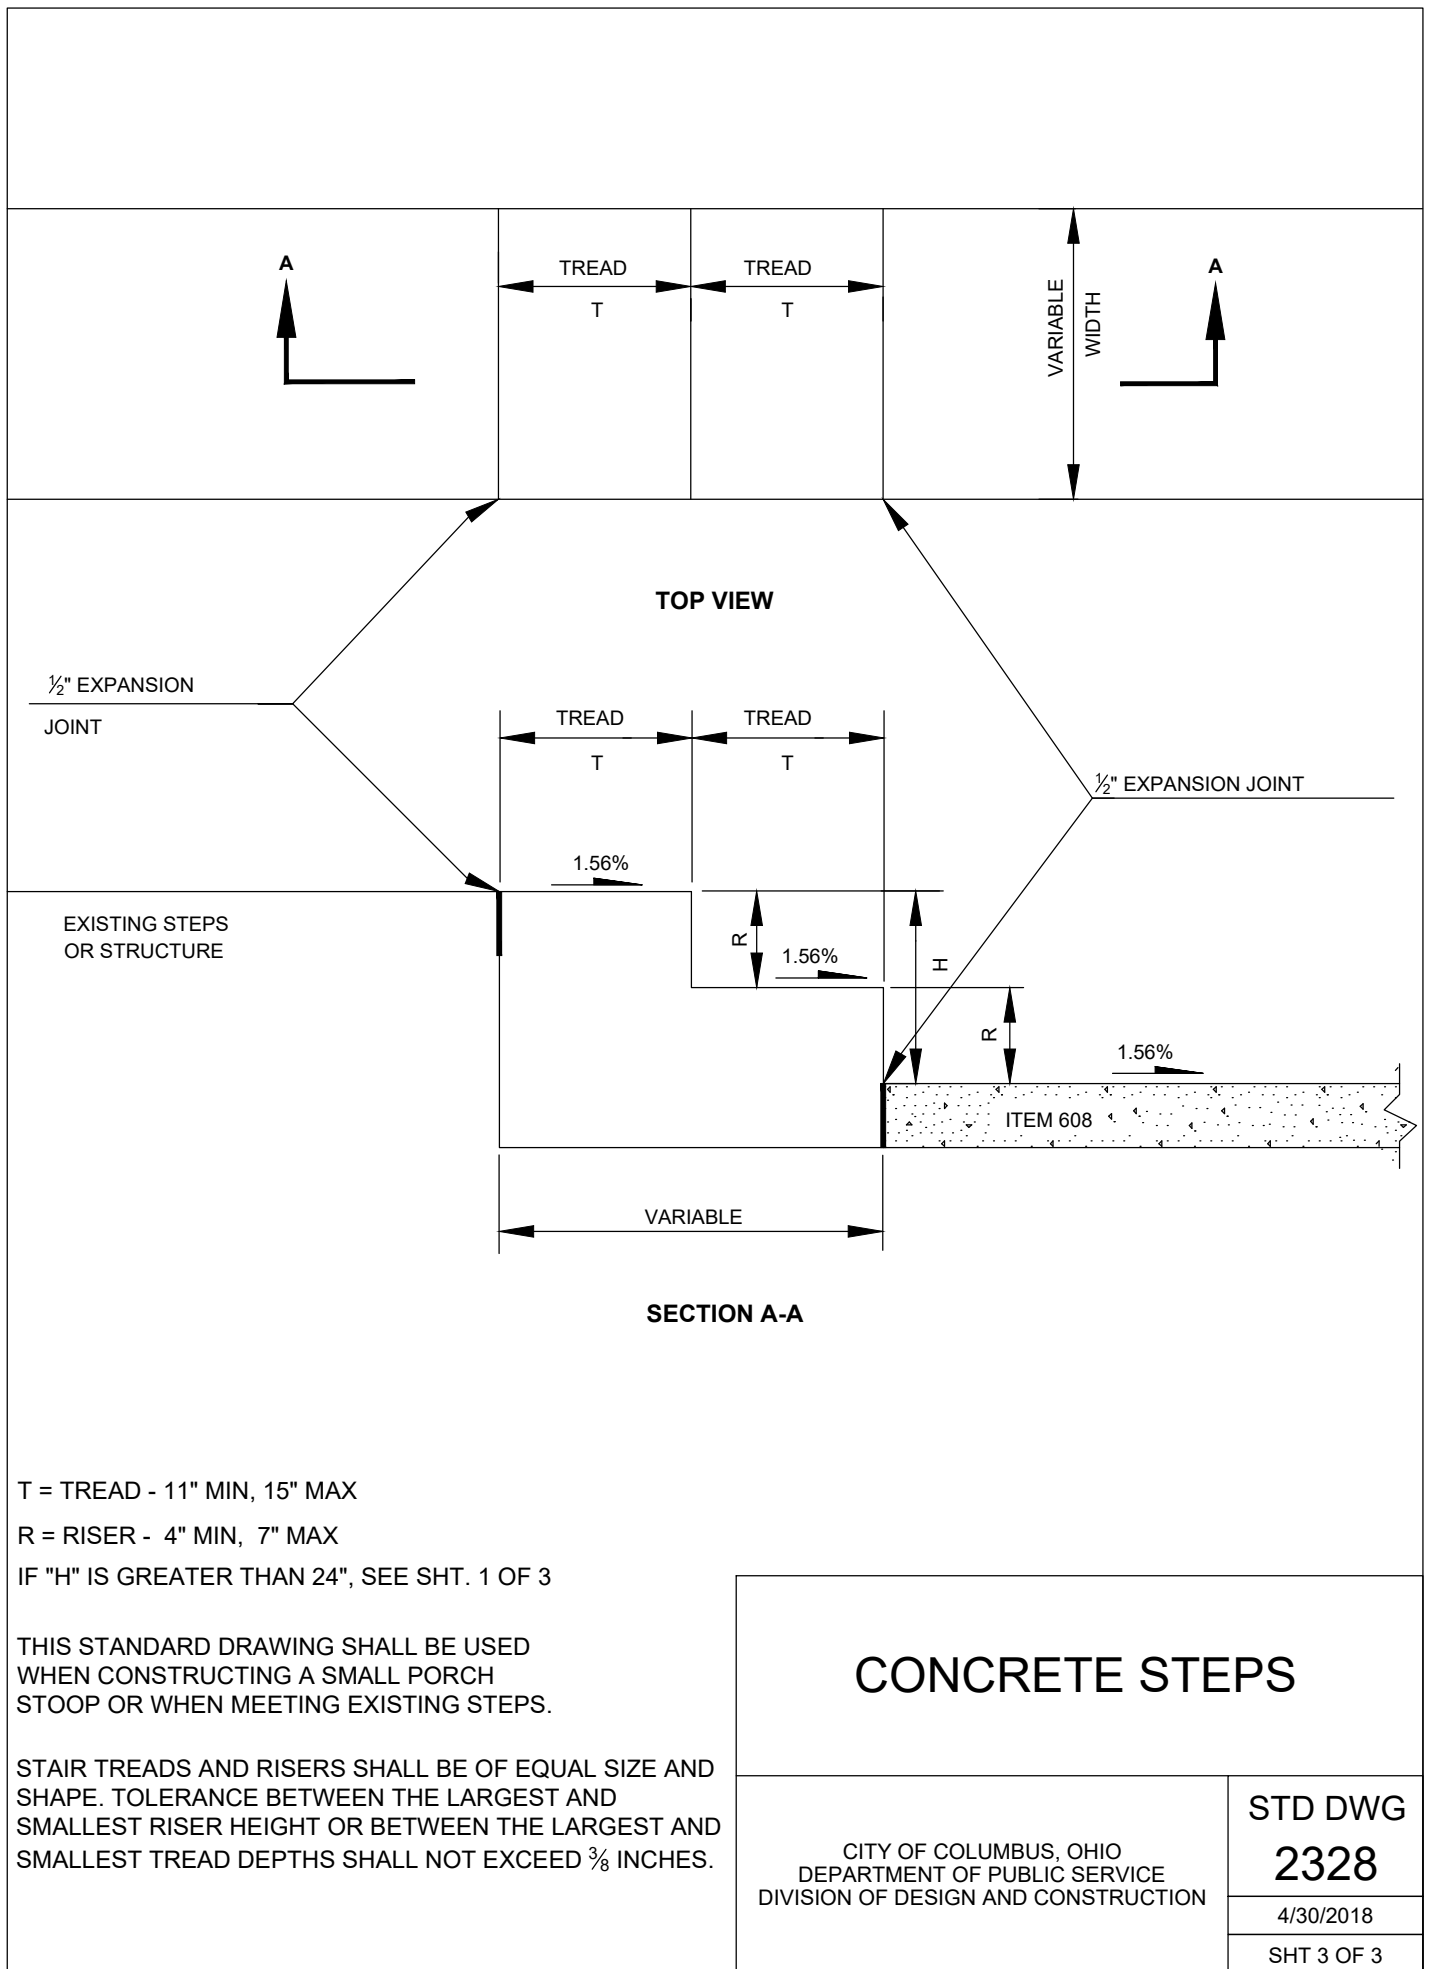 A
TREAD
T
TREAD
T
VARIABLE
WIDTH
A
TOP VIEW
½" EXPANSION
JOINT
TREAD
T
TREAD
T
½" EXPANSION JOINT
1.56%
EXISTING STEPS
OR STRUCTURE
R
1.56%
H
R
1.56%
ITEM 608
VARIABLE
SECTION A-A
T = TREAD - 11" MIN, 15" MAX
R = RISER - 4" MIN, 7" MAX
IF "H" IS GREATER THAN 24", SEE SHT. 1 OF 3
THIS STANDARD DRAWING SHALL BE USED
WHEN CONSTRUCTING A SMALL PORCH
STOOP OR WHEN MEETING EXISTING STEPS.
STAIR TREADS AND RISERS SHALL BE OF EQUAL SIZE AND
SHAPE. TOLERANCE BETWEEN THE LARGEST AND
SMALLEST RISER HEIGHT OR BETWEEN THE LARGEST AND
SMALLEST TREAD DEPTHS SHALL NOT EXCEED ⅜ INCHES.
CONCRETE STEPS
CITY OF COLUMBUS, OHIO
DEPARTMENT OF PUBLIC SERVICE
DIVISION OF DESIGN AND CONSTRUCTION
STD DWG
2328
4/30/2018
SHT 3 OF 3